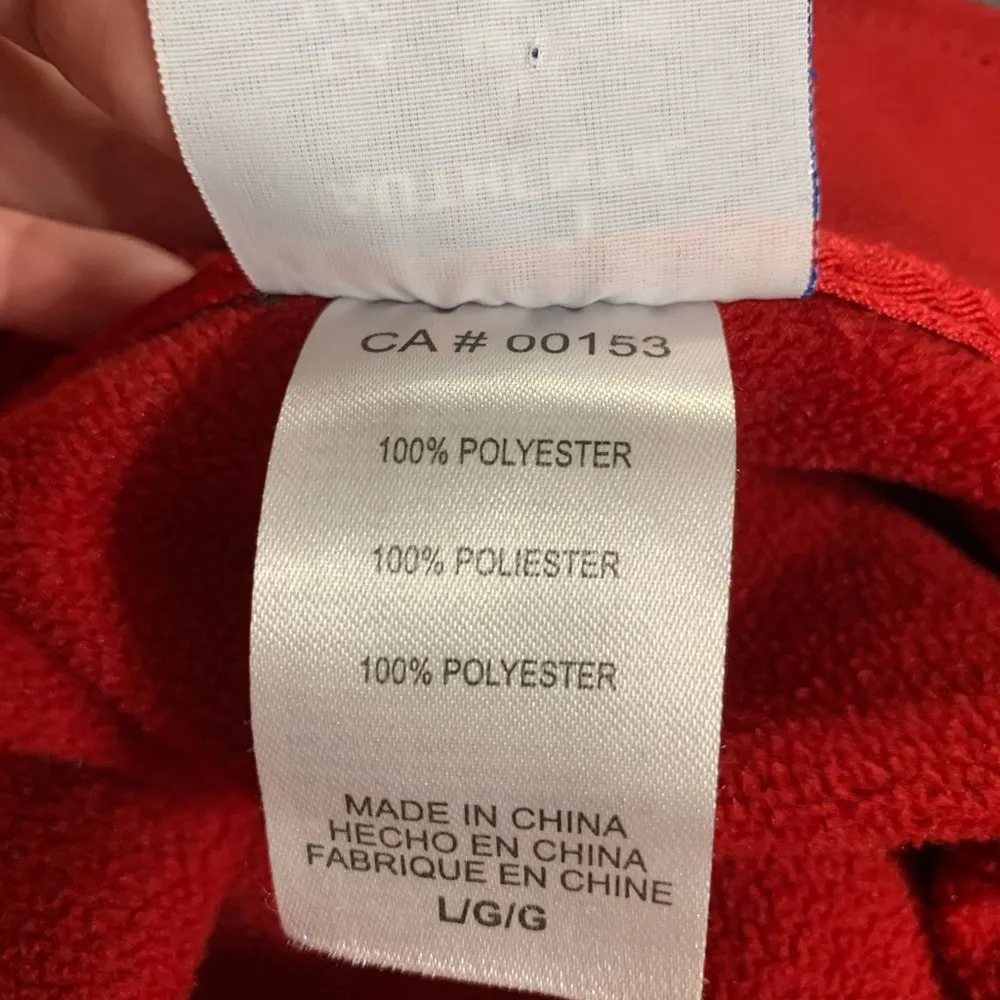 CA # 00153
100% POLYESTER
100% POLIESTER
100% POLYESTER
MADE IN CHINA
HECHO EN CHINA
FABRIQUE EN CHINE
L/G/G